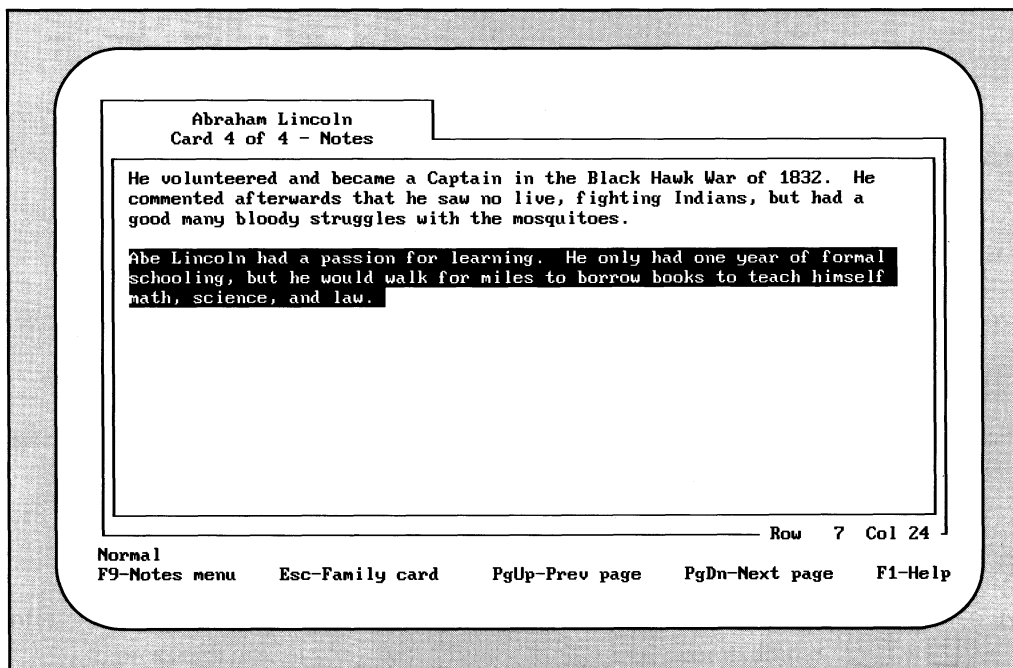 Abraham Lincoln
Card 4 of 4 - Notes
He volunteered and became a Captain in the Black Hawk War of 1832.  He
commented afterwards that he saw no live, fighting Indians, but had a
good many bloody struggles with the mosquitoes.
Abe Lincoln had a passion for learning.  He only had one year of formal
schooling, but he would walk for miles to borrow books to teach himself
math, science, and law.
Row   7  Col 24
Normal
F9-Notes menu    Esc-Family card    PgUp-Prev page    PgDn-Next page    F1-Help